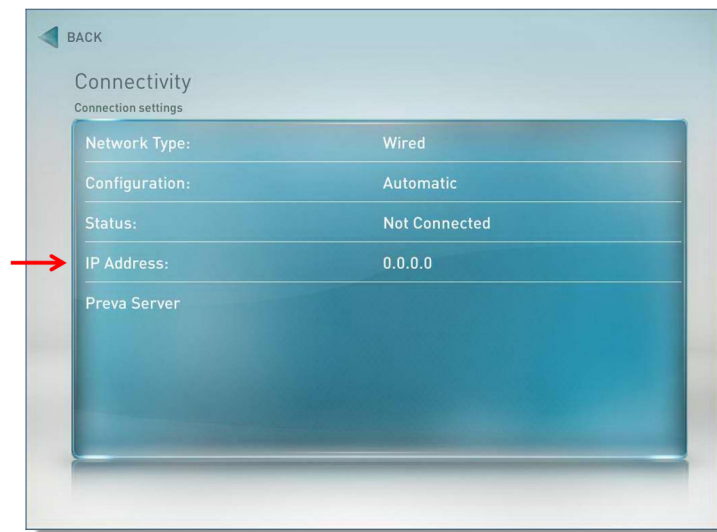 BACK
Connectivity
Connection settings
Network Type: Wired
Configuration: Automatic
Status: Not Connected
IP Address: 0.0.0.0
Preva Server